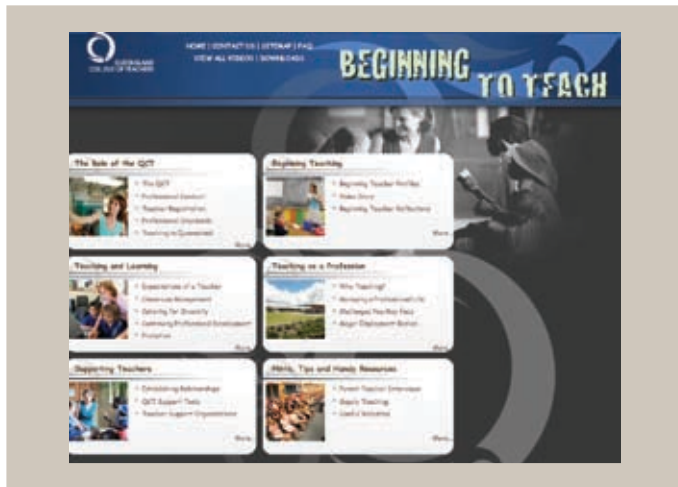 QUEENSLAND
COLLEGE OF TEACHERS
HOME | CONTACT US | SITEMAP | FAQ
VIEW ALL VIDEOS | DOWNLOADS
BEGINNING
TO TEACH
The Role of the QCT
The QCT
Professional Conduct
Teacher Registration
Professional Standards
Teaching in Queensland
More...
Beginning Teaching
Beginning Teacher Profiles
Video Diary
Beginning Teacher Reflections
More...
Teaching and Learning
Expectations of a Teacher
Classroom Management
Catering for Diversity
Continuing Professional Development
More...
Teaching as a Profession
Why Teaching?
Challenges You May Face
Major Employment Bodies
More...
Supporting Teachers
Establishing Relationships
QCT Support Tools
Teacher Support Organisations
More...
Hints, Tips and Handy Resources
Parent Teacher Interviews
Supply Teaching
Useful Websites
More...